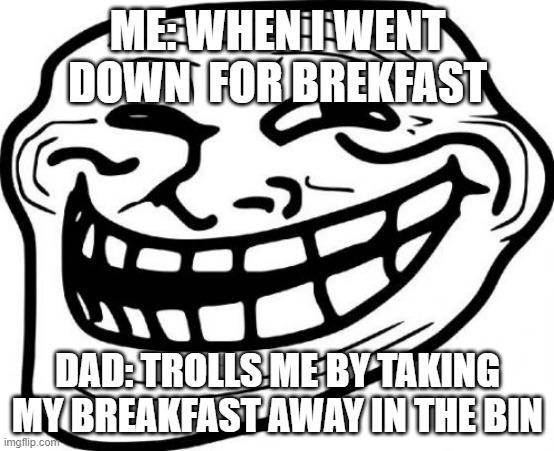 ME: WHEN I WENT
DOWN FOR BREKFAST
DAD: TROLLS ME BY TAKING
MY BREAKFAST AWAY IN THE BIN
imgflip.com